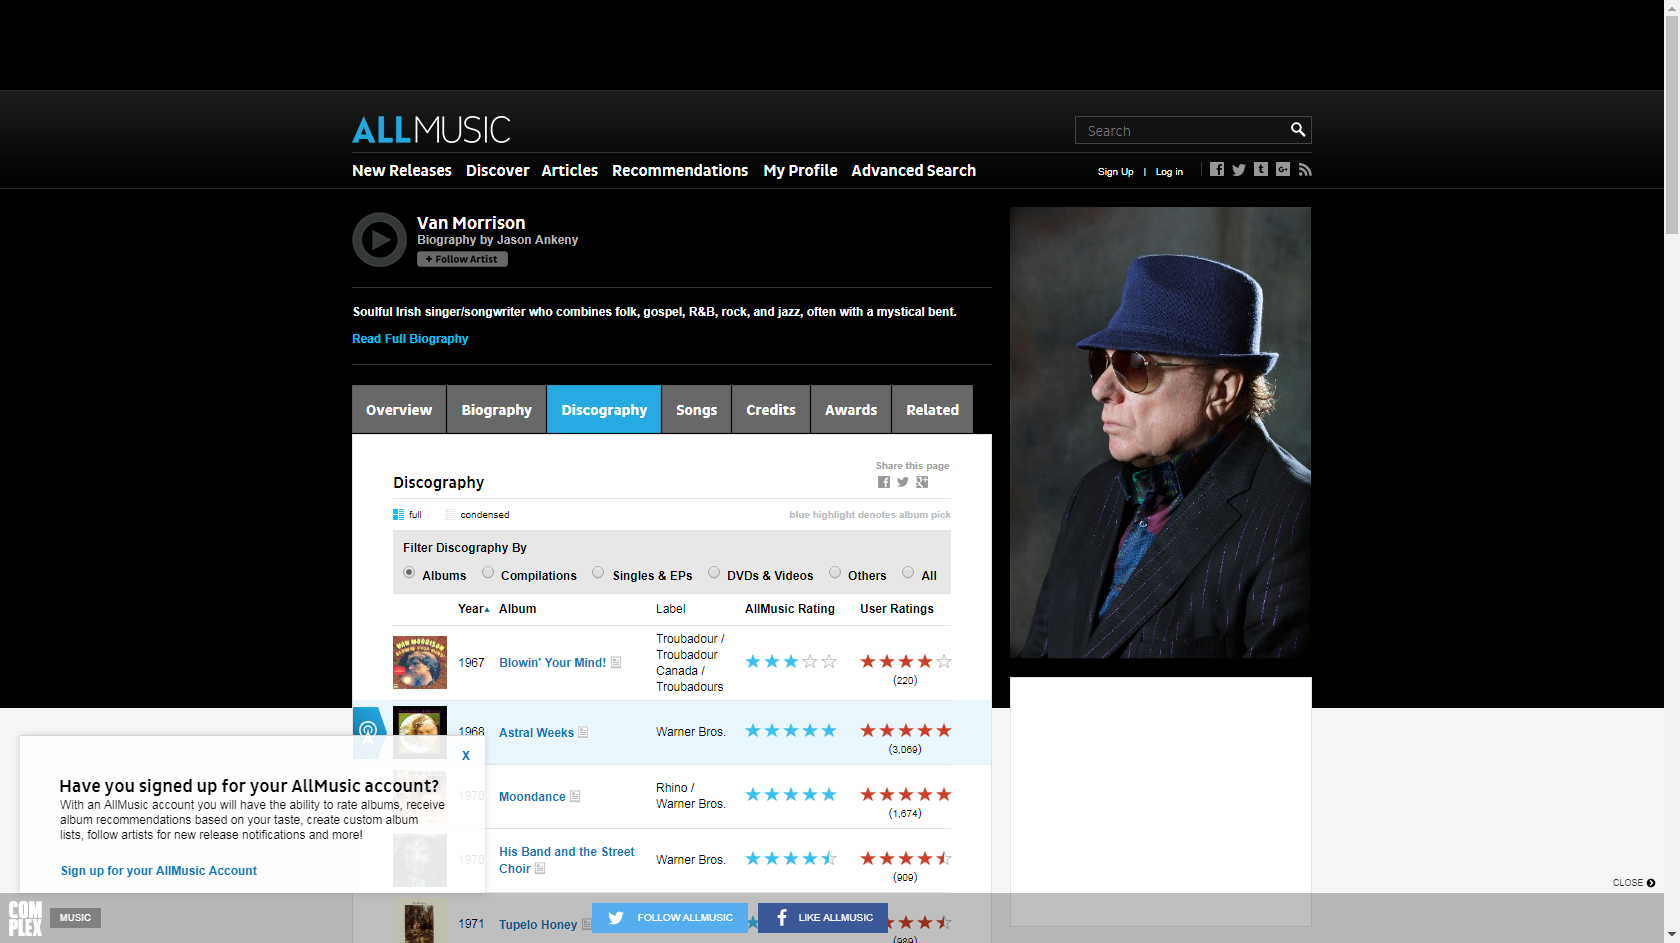 ALLMUSIC
Search
New Releases Discover Articles Recommendations My Profile Advanced Search
Sign Up | Log in
Van Morrison
Biography by Jason Ankeny
+ Follow Artist
Soulful Irish singer/songwriter who combines folk, gospel, R&B, rock, and jazz, often with a mystical bent.
Read Full Biography
Overview Biography Discography Songs Credits Awards Related
Share this page
Discography
full condensed blue highlight denotes album pick
Filter Discography By
Albums Compilations Singles & EPs DVDs & Videos Others All
Year Album Label AllMusic Rating User Ratings
VAN MORRISON
BLOWIN' YOUR MIND!
1967 Blowin' Your Mind! Troubadour / Troubadour Canada / Troubadours (220)
1968 Astral Weeks Warner Bros. (3,069)
1970 Moondance Rhino / Warner Bros. (1,674)
1970 His Band and the Street Choir Warner Bros. (909)
1971 Tupelo Honey (989)
X
Have you signed up for your AllMusic account?
With an AllMusic account you will have the ability to rate albums, receive
album recommendations based on your taste, create custom album
lists, follow artists for new release notifications and more!
Sign up for your AllMusic Account
CLOSE
COMPLEX
MUSIC
FOLLOW ALLMUSIC
LIKE ALLMUSIC